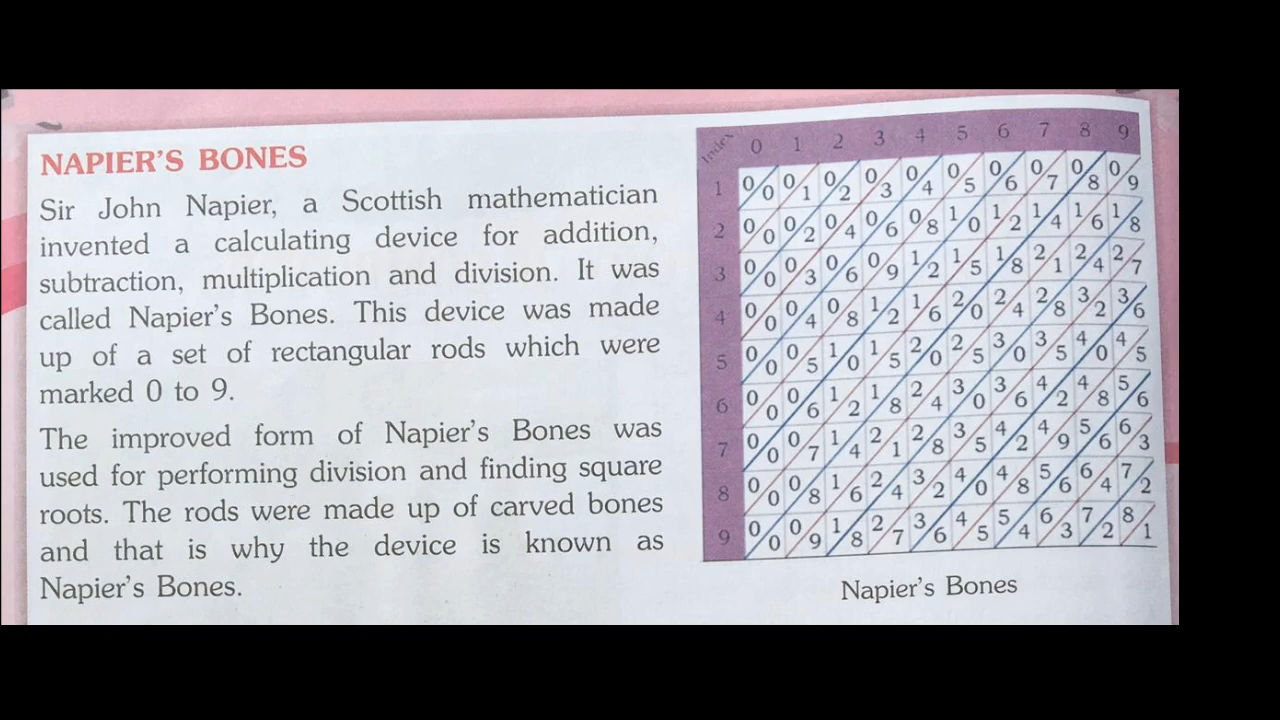 NAPIER'S BONES
Sir John Napier, a Scottish mathematician
invented a calculating device for addition,
subtraction, multiplication and division. It was
called Napier's Bones. This device was made
up of a set of rectangular rods which were
marked 0 to 9.
The improved form of Napier's Bones was
used for performing division and finding square
roots. The rods were made up of carved bones
and that is why the device is known as
Napier's Bones.
Index 0 1 2 3 4 5 6 7 8 9
1 0/0 0/1 0/2 0/3 0/4 0/5 0/6 0/7 0/8 0/9
2 0/0 0/2 0/4 0/6 0/8 1/0 1/2 1/4 1/6 1/8
3 0/0 0/3 0/6 0/9 1/2 1/5 1/8 2/1 2/4 2/7
4 0/0 0/4 0/8 1/2 1/6 2/0 2/4 2/8 3/2 3/6
5 0/0 0/5 1/0 1/5 2/0 2/5 3/0 3/5 4/0 4/5
6 0/0 0/6 1/2 1/8 2/4 3/0 3/6 4/2 4/8 5/6
7 0/0 0/7 1/4 2/1 2/8 3/5 4/2 4/9 5/6 6/3
8 0/0 0/8 1/6 2/4 3/2 4/0 4/8 5/6 6/4 7/2
9 0/0 0/9 1/8 2/7 3/6 4/5 5/4 6/3 7/2 8/1
Napier's Bones